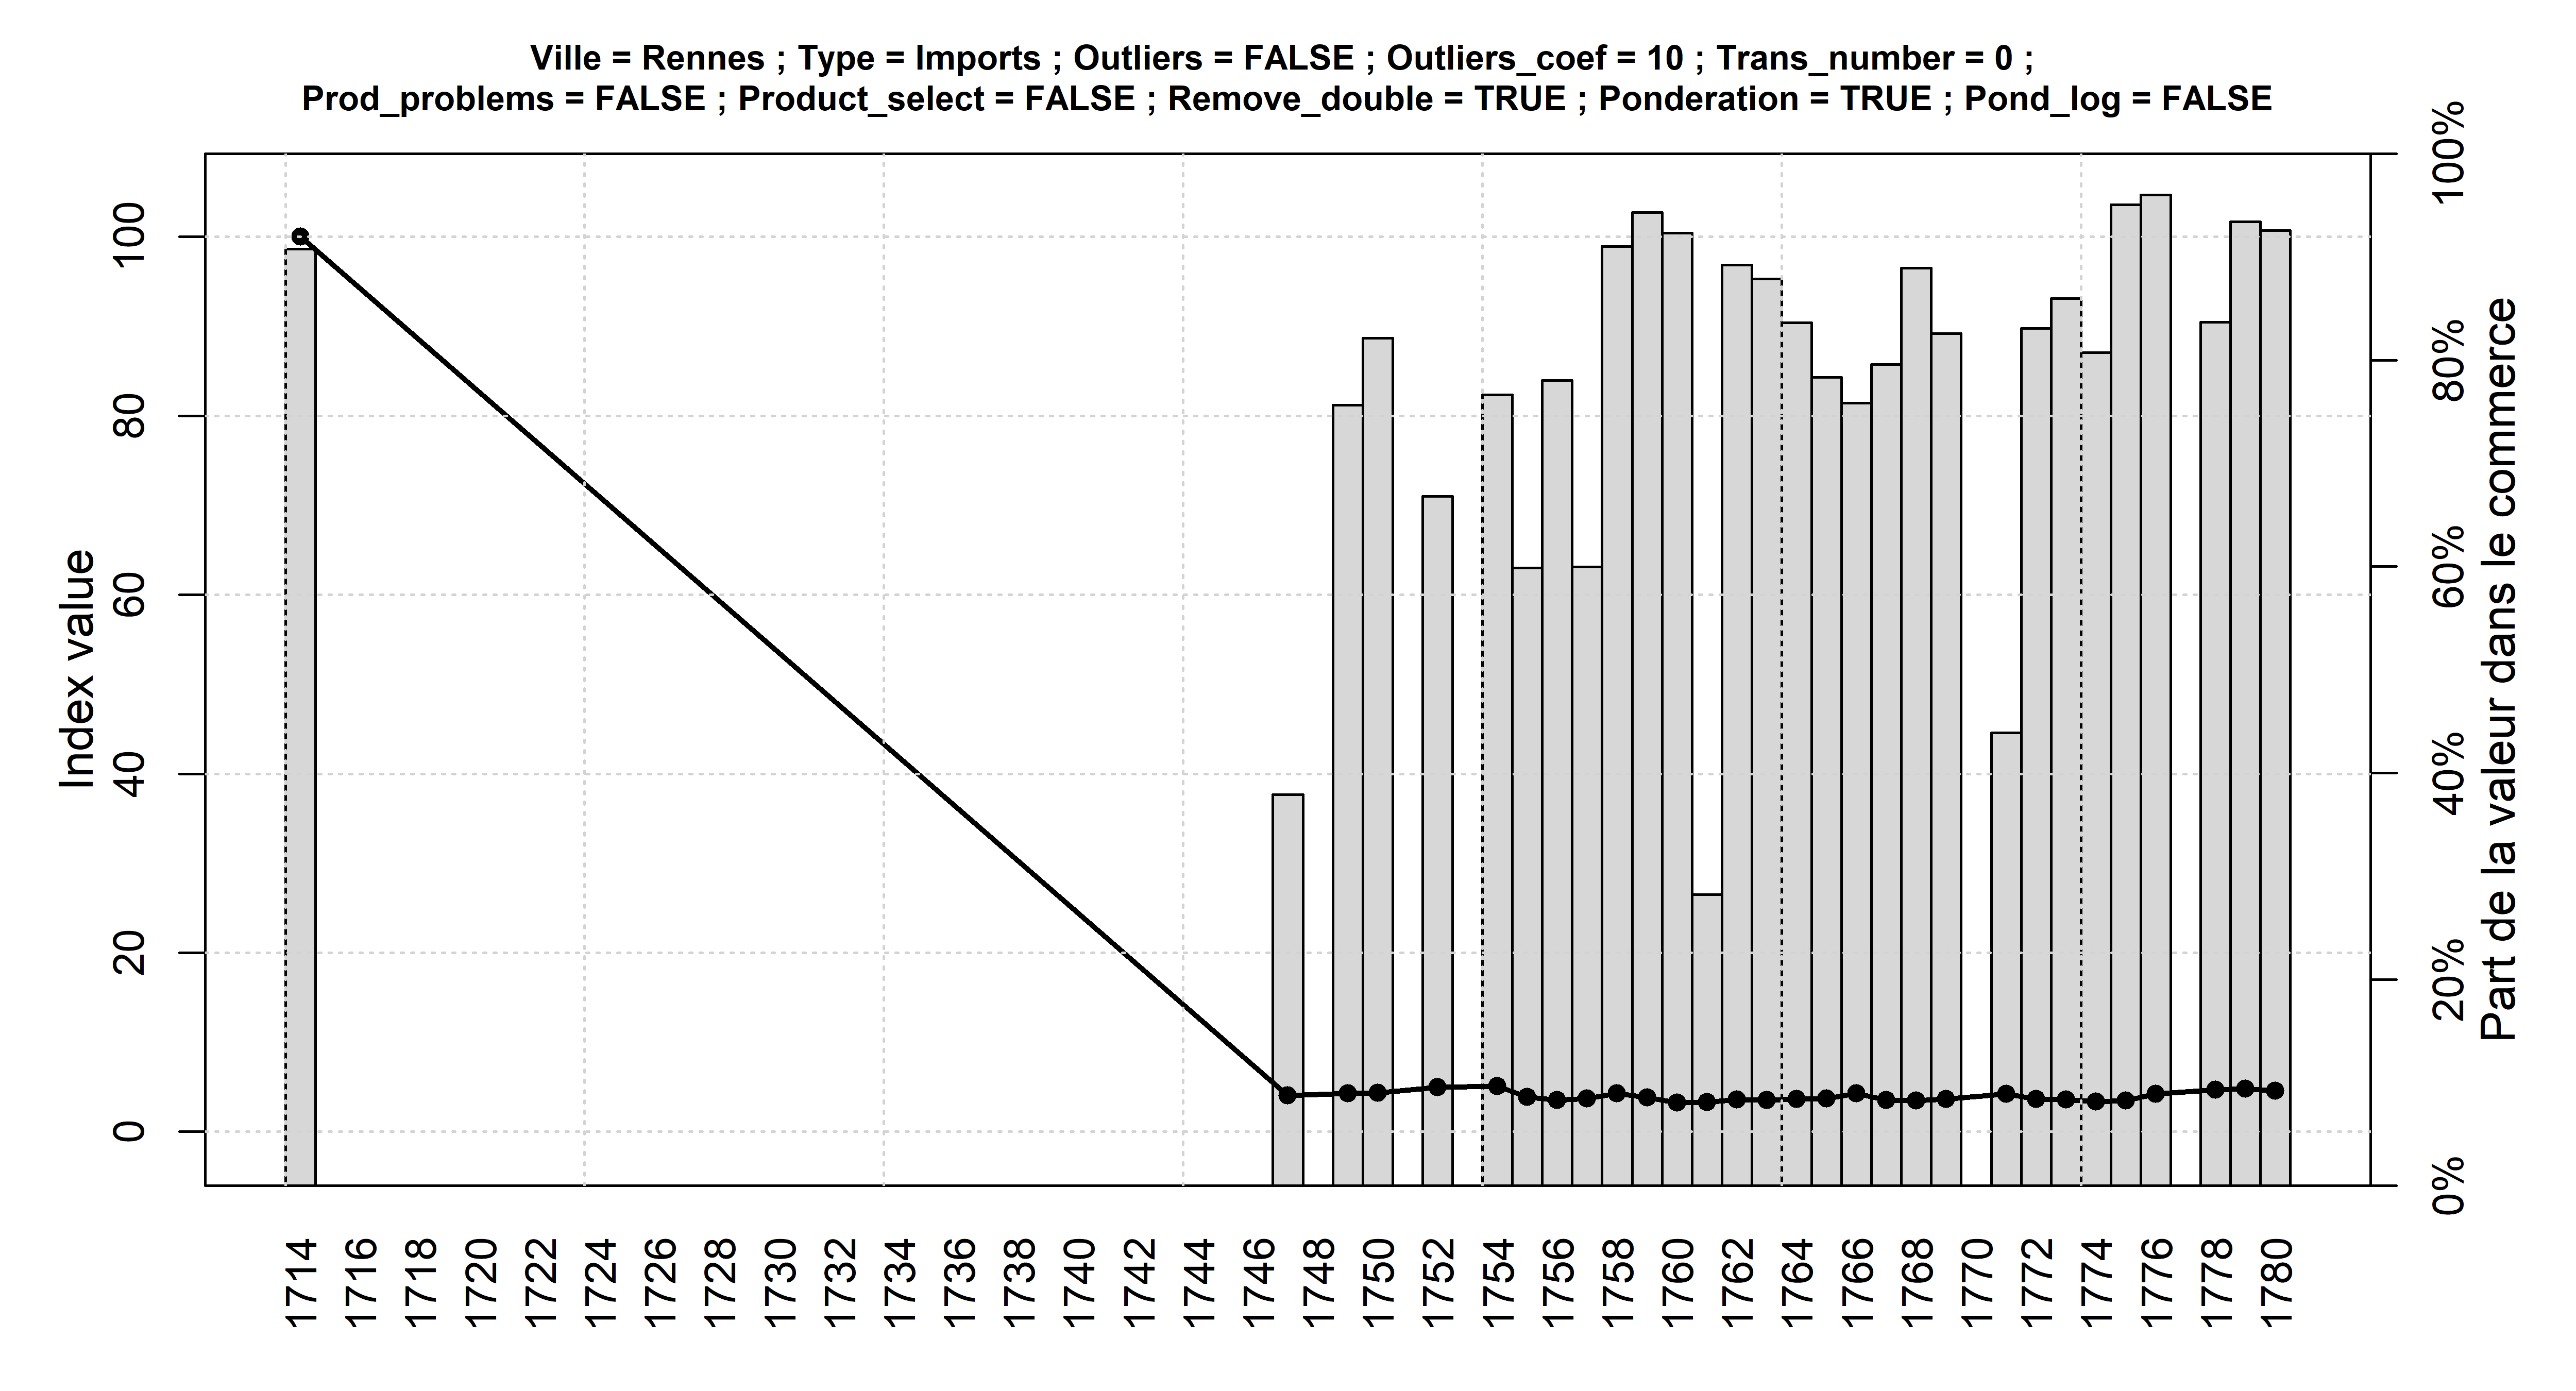 Ville = Rennes ; Type = Imports ; Outliers = FALSE ; Outliers_coef = 10 ; Trans_number = 0 ;
Prod_problems = FALSE ; Product_select = FALSE ; Remove_double = TRUE ; Ponderation = TRUE ; Pond_log = FALSE
Index value
0 20 40 60 80 100
0% 20% 40% 60% 80% 100%
Part de la valeur dans le commerce
1714 1716 1718 1720 1722 1724 1726 1728 1730 1732 1734 1736 1738 1740 1742 1744 1746 1748 1750 1752 1754 1756 1758 1760 1762 1764 1766 1768 1770 1772 1774 1776 1778 1780